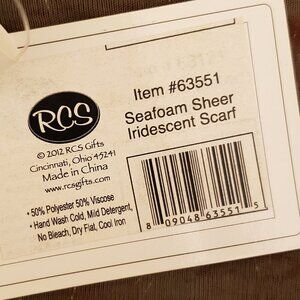 RCS
© 2012 RCS Gifts
Cincinnati, Ohio 45241
Made in China
www.rcsgifts.com
• 50% Polyester 50% Viscose
• Hand Wash Cold, Mild Detergent,
No Bleach, Dry Flat, Cool Iron
Item #63551
Seafoam Sheer
Iridescent Scarf
8 09048 63551 5